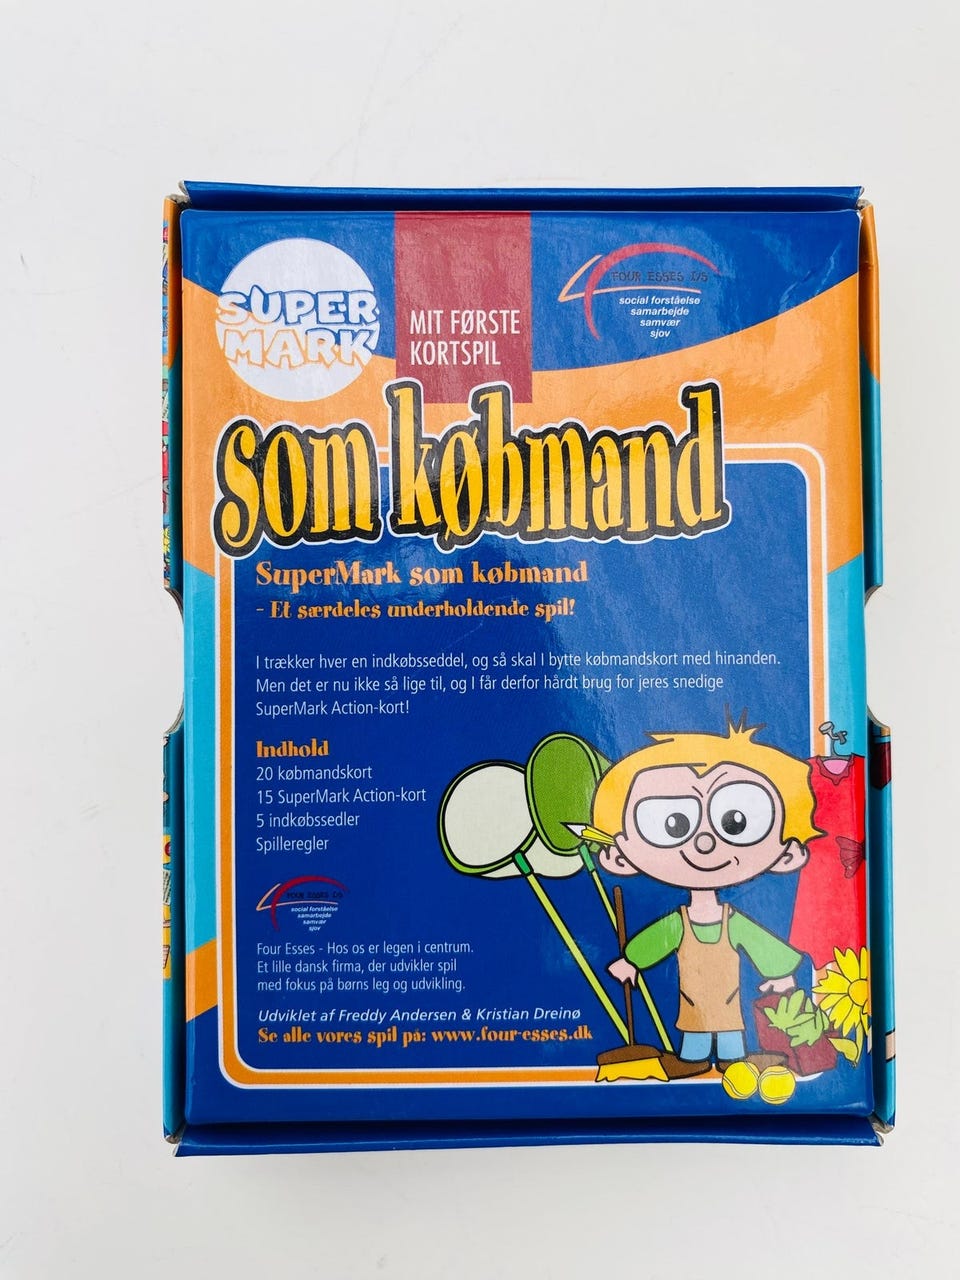 SUPER
MARK
MIT FØRSTE
KORTSPIL
FOUR ESSES I/S
social forståelse
samarbejde
samvær
sjov
som købmand
SuperMark som købmand
- Et særdeles underholdende spil!
I trækker hver en indkøbsseddel, og så skal I bytte købmandskort med hinanden.
Men det er nu ikke så lige til, og I får derfor hårdt brug for jeres snedige
SuperMark Action-kort!
Indhold
20 købmandskort
15 SuperMark Action-kort
5 indkøbssedler
Spilleregler
FOUR ESSES I/S
social forståelse
samarbejde
samvær
sjov
Four Esses - Hos os er legen i centrum.
Et lille dansk firma, der udvikler spil
med fokus på børns leg og udvikling.
Udviklet af Freddy Andersen & Kristian Dreinø
Se alle vores spil på: www.four-esses.dk